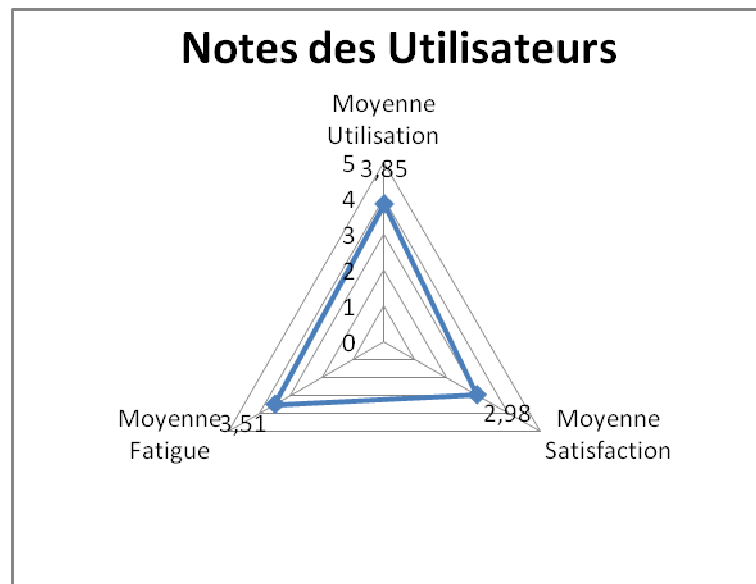 Notes des Utilisateurs
Moyenne
Utilisation
5
3,85
4
3
2
1
0
Moyenne
Fatigue
3,51
2,98
Moyenne
Satisfaction